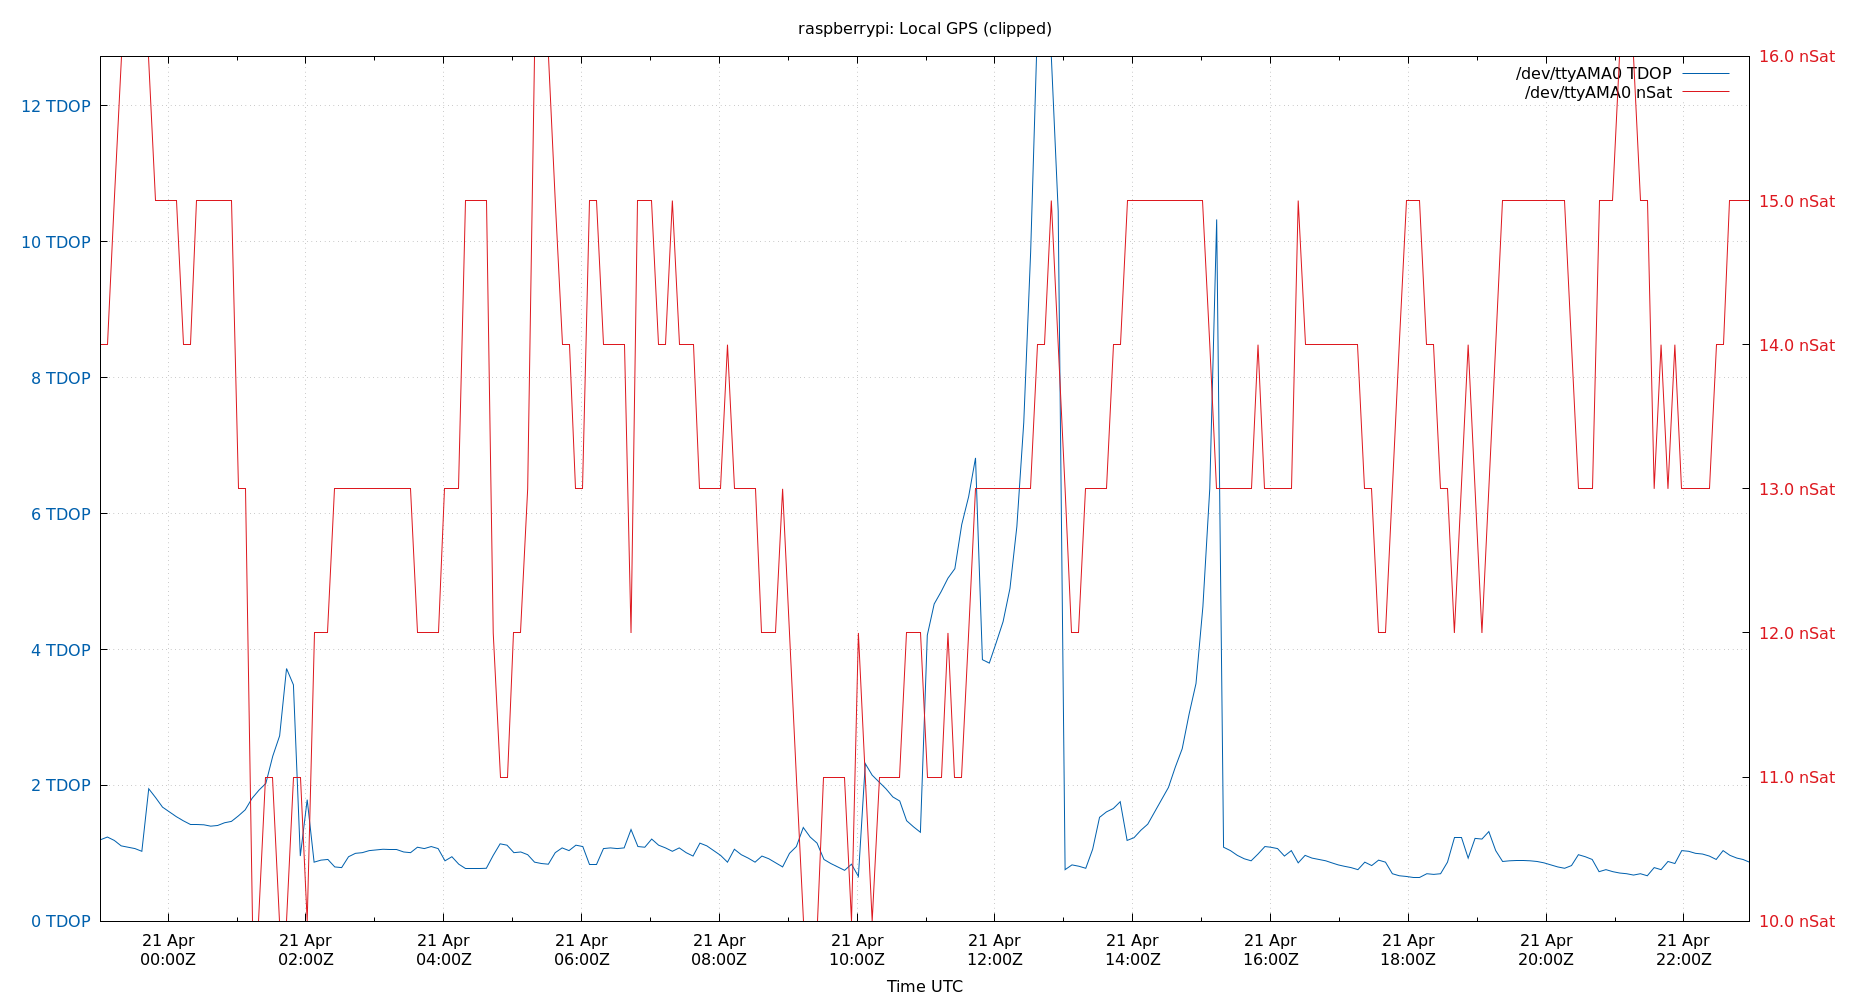 raspberrypi: Local GPS (clipped)
16.0 nSat
/dev/ttyAMA0 TDOP
/dev/ttyAMA0 nSat
12 TDOP
15.0 nSat
10 TDOP
14.0 nSat
8 TDOP
13.0 nSat
6 TDOP
12.0 nSat
4 TDOP
11.0 nSat
2 TDOP
0 TDOP
10.0 nSat
21 Apr 21 Apr 21 Apr 21 Apr 21 Apr 21 Apr 21 Apr 21 Apr 21 Apr 21 Apr 21 Apr 21 Apr
00:00Z 02:00Z 04:00Z 06:00Z 08:00Z 10:00Z 12:00Z 14:00Z 16:00Z 18:00Z 20:00Z 22:00Z
Time UTC